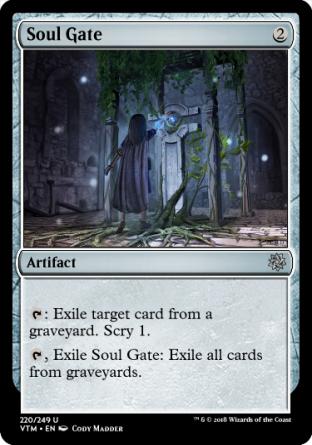 Soul Gate 2
Artifact
: Exile target card from a
graveyard. Scry 1.
, Exile Soul Gate: Exile all cards
from graveyards.
220/249 U
VTM • EN Cody Madder
™ & © 2018 Wizards of the Coast